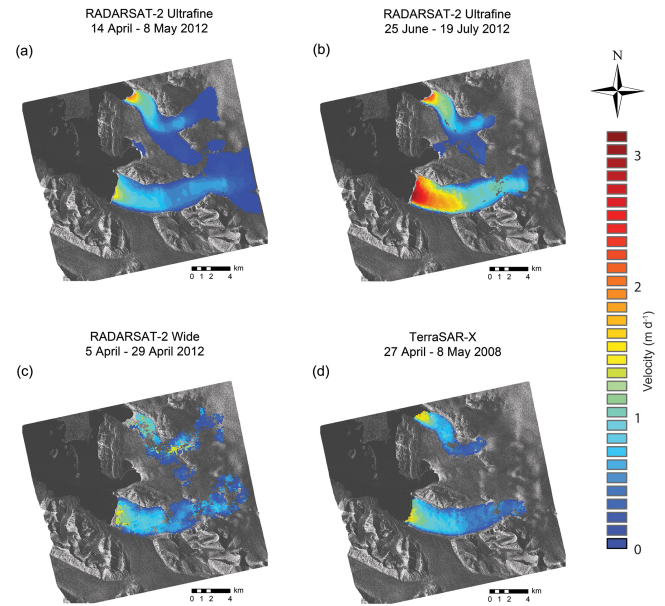 RADARSAT-2 Ultrafine
14 April - 8 May 2012
(a)
0 1 2 4 km
RADARSAT-2 Ultrafine
25 June - 19 July 2012
(b)
0 1 2 4 km
N
3
2
1
0
Velocity (m d⁻¹)
RADARSAT-2 Wide
5 April - 29 April 2012
(c)
0 1 2 4 km
TerraSAR-X
27 April - 8 May 2008
(d)
0 1 2 4 km